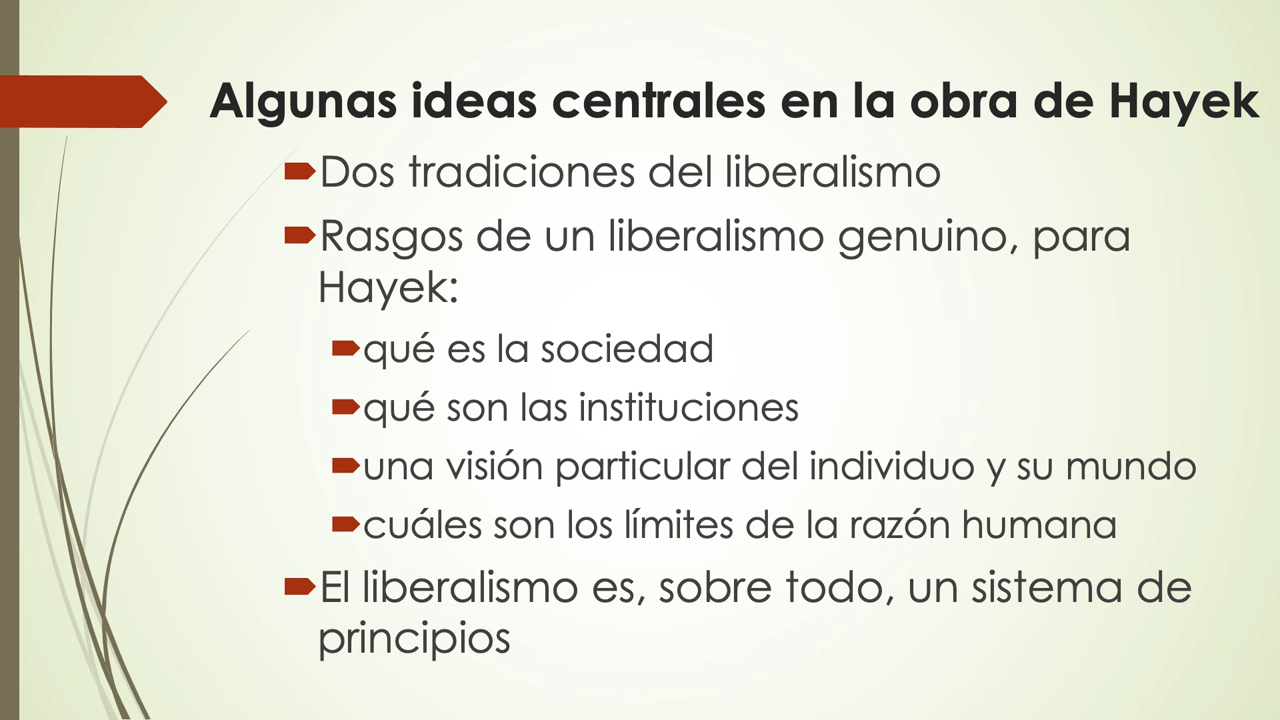 Algunas ideas centrales en la obra de Hayek
Dos tradiciones del liberalismo
Rasgos de un liberalismo genuino, para
Hayek:
qué es la sociedad
qué son las instituciones
una visión particular del individuo y su mundo
cuáles son los límites de la razón humana
El liberalismo es, sobre todo, un sistema de
principios